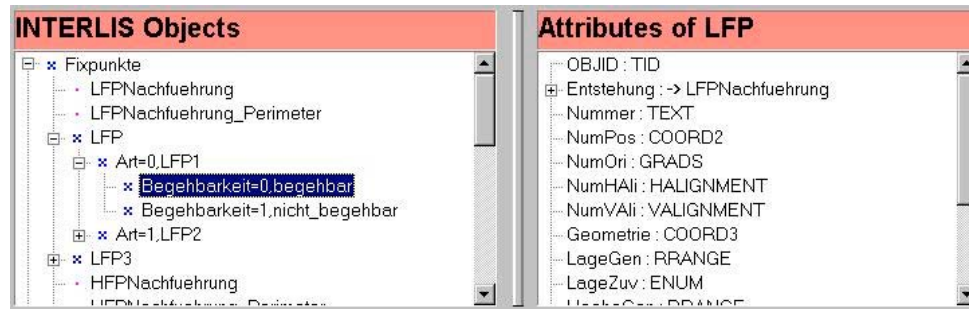 INTERLIS Objects
Fixpunkte
LFPNachfuehrung
LFPNachfuehrung_Perimeter
LFP
Art=0,LFP1
Begehbarkeit=0,begehbar
Begehbarkeit=1,nicht_begehbar
Art=1,LFP2
LFP3
HFPNachfuehrung
Attributes of LFP
OBJID : TID
Entstehung : -> LFPNachfuehrung
Nummer : TEXT
NumPos : COORD2
NumOri : GRADS
NumHAli : HALIGNMENT
NumVAli : VALIGNMENT
Geometrie : COORD3
LageGen : RRANGE
LageZuv : ENUM